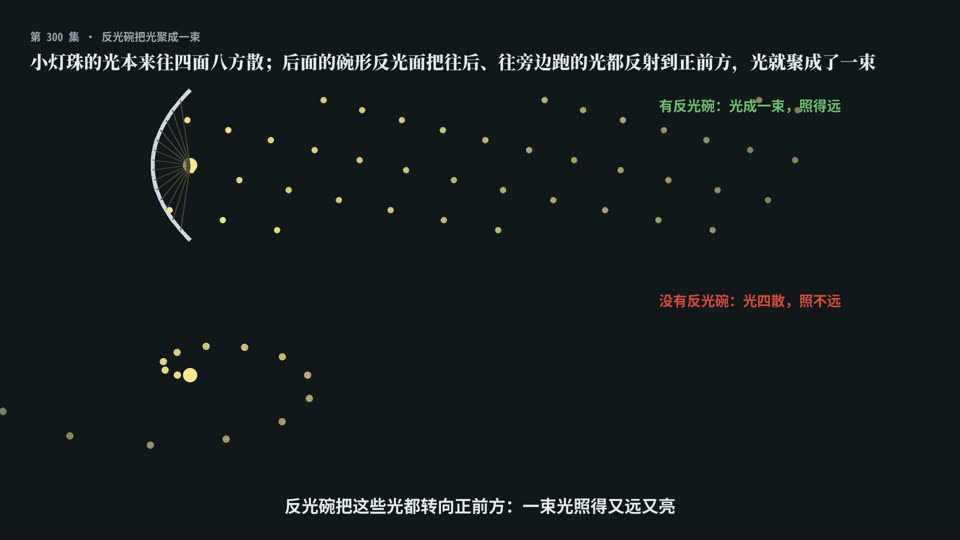 第 300 集 · 反光碗把光聚成一束
小灯珠的光本来往四面八方散；后面的碗形反光面把往后、往旁边跑的光都反射到正前方，光就聚成了一束
有反光碗：光成一束，照得远
没有反光碗：光四散，照不远
反光碗把这些光都转向正前方：一束光照得又远又亮